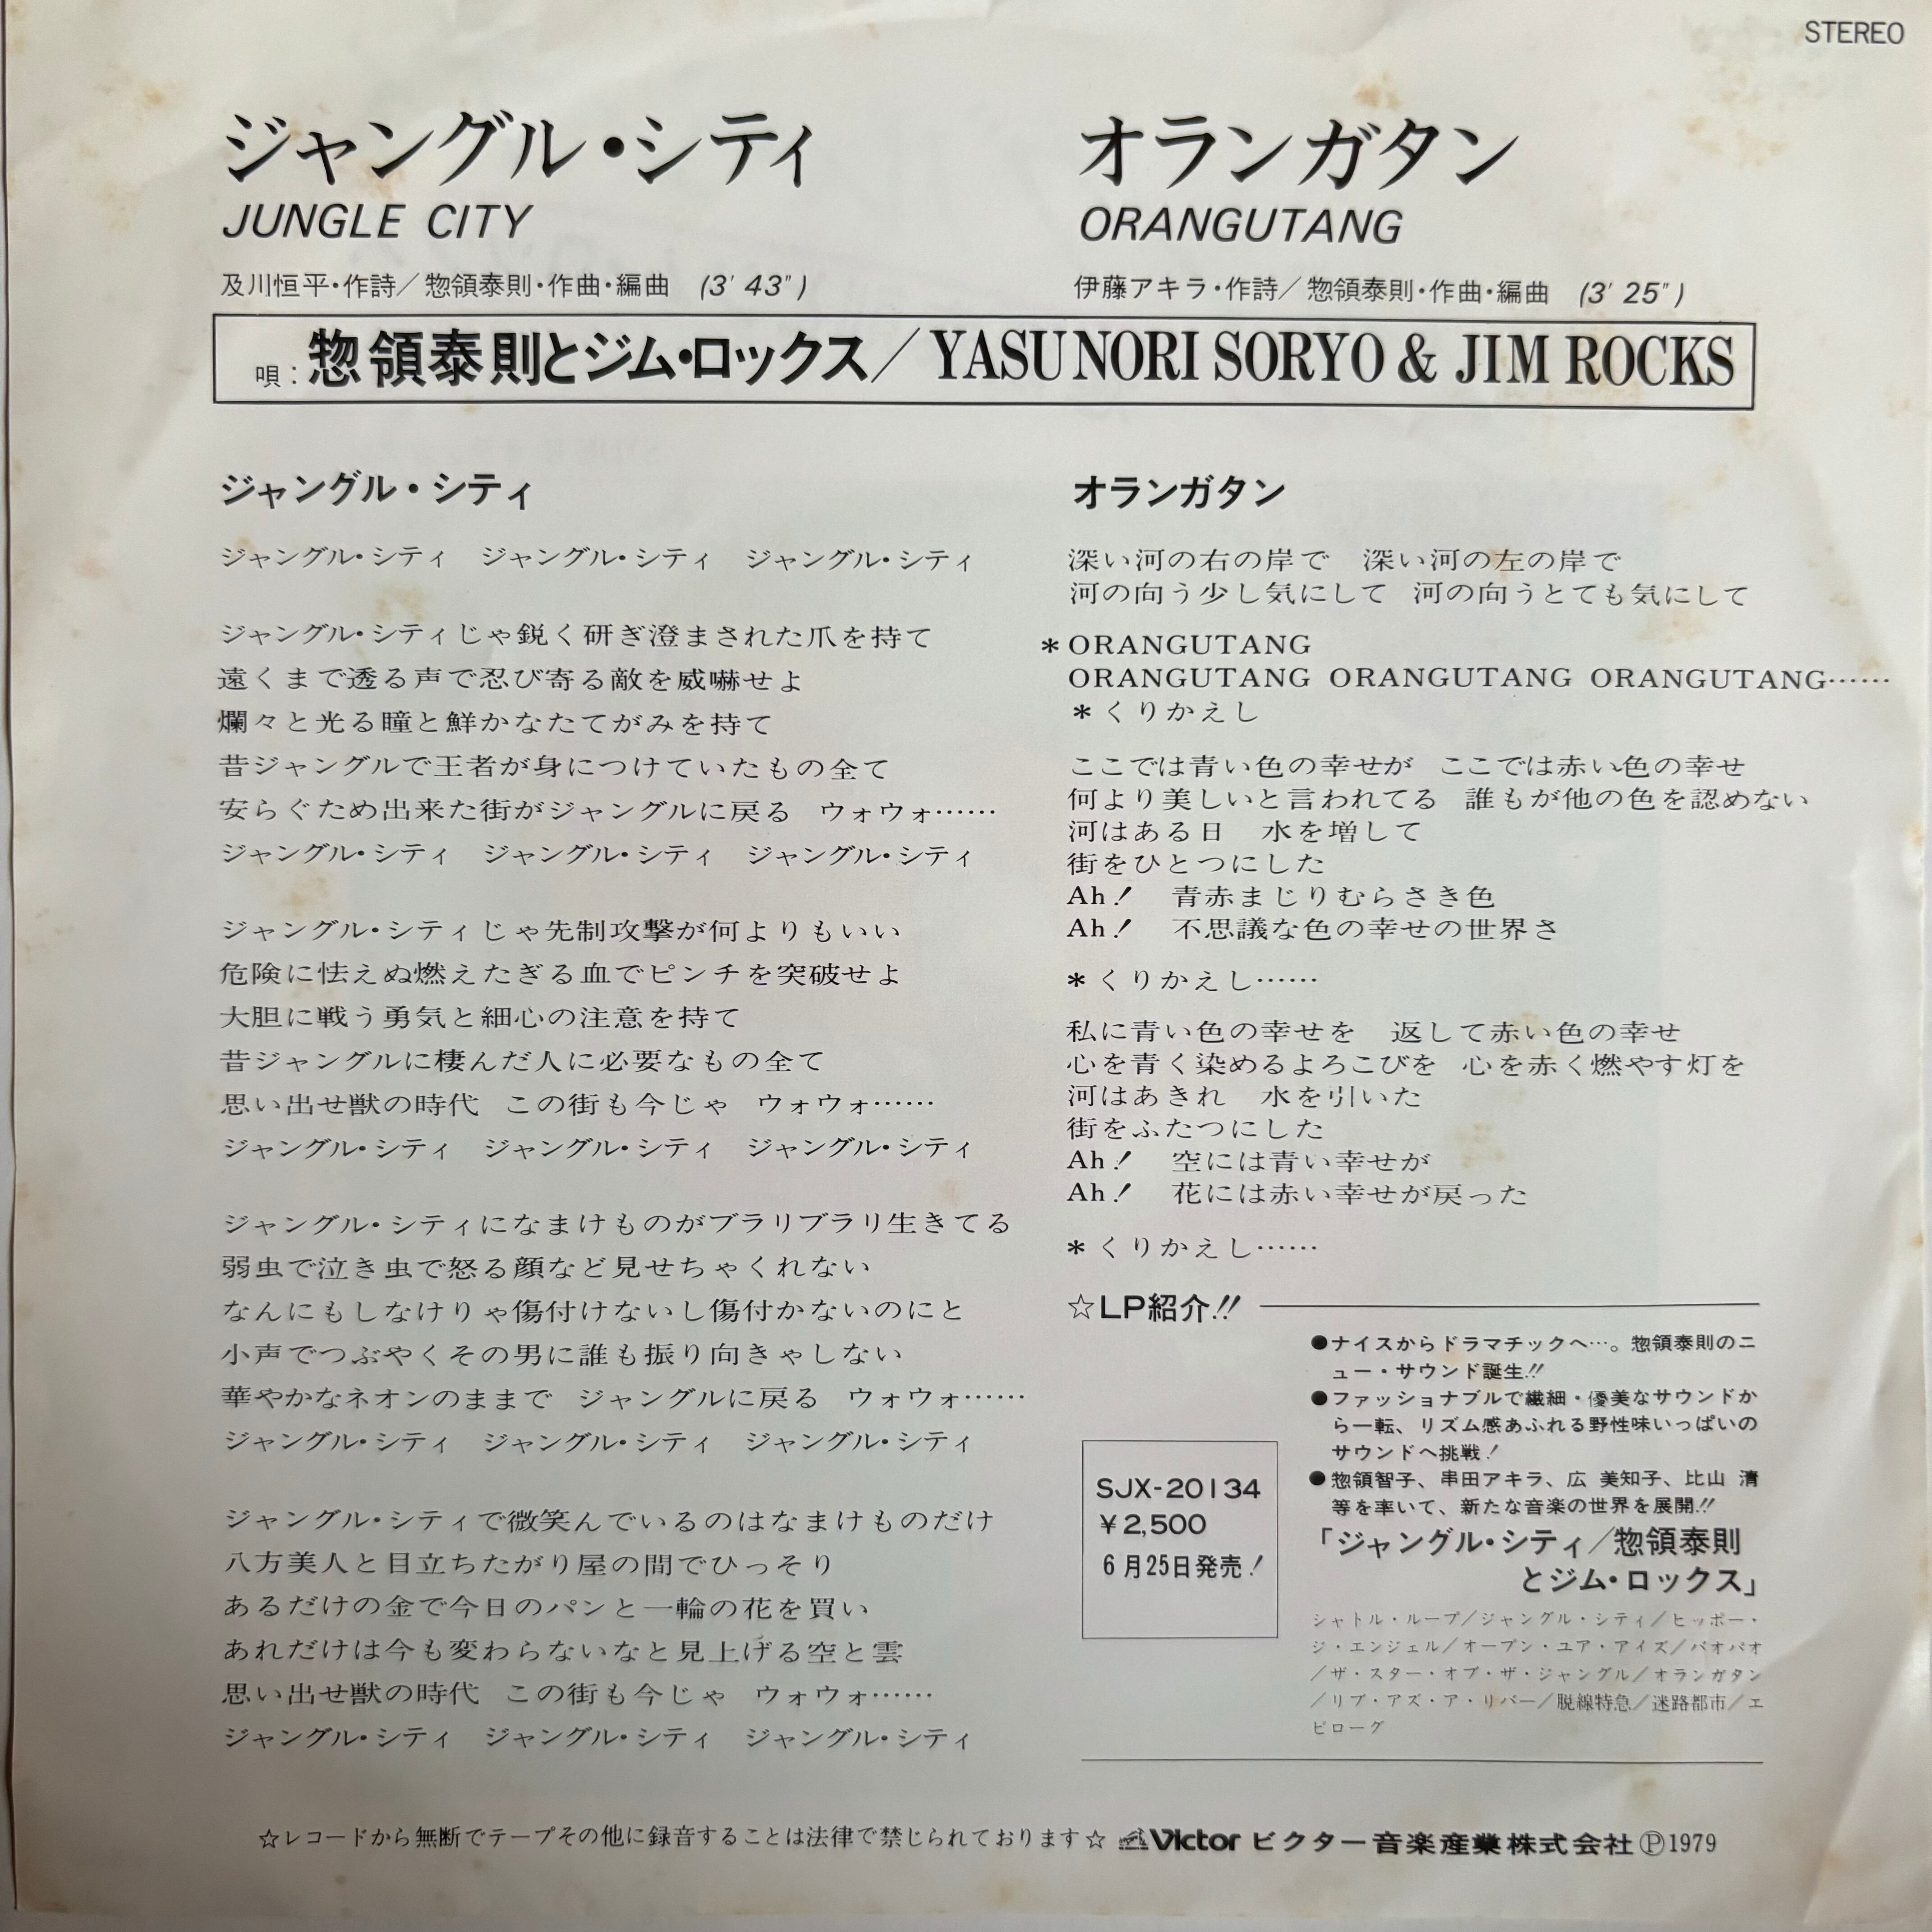 STEREO
ジャングル・シティ
JUNGLE CITY
及川恒平・作詩／惣領泰則・作曲・編曲 (3′ 43″)
オランガタン
ORANGUTANG
伊藤アキラ・作詩／惣領泰則・作曲・編曲 (3′ 25″)
唄：惣領泰則とジム・ロックス／YASUNORI SORYO & JIM ROCKS
ジャングル・シティ
ジャングル・シティ ジャングル・シティ ジャングル・シティ
ジャングル・シティじゃ鋭く研ぎ澄まされた爪を持て
遠くまで透る声で忍び寄る敵を威嚇せよ
爛々と光る瞳と鮮かなたてがみを持て
昔ジャングルで王者が身につけていたもの全て
安らぐため出来た街がジャングルに戻る ウォウォ……
ジャングル・シティ ジャングル・シティ ジャングル・シティ
ジャングル・シティじゃ先制攻撃が何よりもいい
危険に怯えぬ燃えたぎる血でピンチを突破せよ
大胆に戦う勇気と細心の注意を持て
昔ジャングルに棲んだ人に必要なもの全て
思い出せ獣の時代 この街も今じゃ ウォウォ……
ジャングル・シティ ジャングル・シティ ジャングル・シティ
ジャングル・シティになまけものがブラリブラリ生きてる
弱虫で泣き虫で怒る顔など見せちゃくれない
なんにもしなけりゃ傷付けないし傷付かないのにと
小声でつぶやくその男に誰も振り向きゃしない
華やかなネオンのままで ジャングルに戻る ウォウォ……
ジャングル・シティ ジャングル・シティ ジャングル・シティ
ジャングル・シティで微笑んでいるのはなまけものだけ
八方美人と目立ちたがり屋の間でひっそり
あるだけの金で今日のパンと一輪の花を買い
あれだけは今も変わらないなと見上げる空と雲
思い出せ獣の時代 この街も今じゃ ウォウォ……
ジャングル・シティ ジャングル・シティ ジャングル・シティ
オランガタン
深い河の右の岸で 深い河の左の岸で
河の向う少し気にして 河の向うとても気にして
＊ORANGUTANG
ORANGUTANG ORANGUTANG ORANGUTANG……
＊くりかえし
ここでは青い色の幸せが ここでは赤い色の幸せ
何より美しいと言われてる 誰もが他の色を認めない
河はある日 水を増して
街をひとつにした
Ah！ 青赤まじりむらさき色
Ah！ 不思議な色の幸せの世界さ
＊くりかえし……
私に青い色の幸せを 返して赤い色の幸せ
心を青く染めるよろこびを 心を赤く燃やす灯を
河はあきれ 水を引いた
街をふたつにした
Ah！ 空には青い幸せが
Ah！ 花には赤い幸せが戻った
＊くりかえし……
☆LP紹介!!
SJX-20134
￥2,500
6月25日発売！
●ナイスからドラマチックへ…。惣領泰則のニ
ュー・サウンド誕生!!
●ファッショナブルで繊細・優美なサウンドか
ら一転、リズム感あふれる野性味いっぱいの
サウンドへ挑戦！
●惣領智子、串田アキラ、広 美知子、比山 清
等を率いて、新たな音楽の世界を展開!!
「ジャングル・シティ／惣領泰則
とジム・ロックス」
シャトル・ループ／ジャングル・シティ／ヒッポー・
ジ・エンジェル／オープン・ユア・アイズ／バオバオ
／ザ・スター・オブ・ザ・ジャングル／オランガタン
／リブ・アズ・ア・リバー／脱線特急／迷路都市／エ
ピローグ
☆レコードから無断でテープその他に録音することは法律で禁じられております☆ Victor ビクター音楽産業株式会社Ⓟ1979